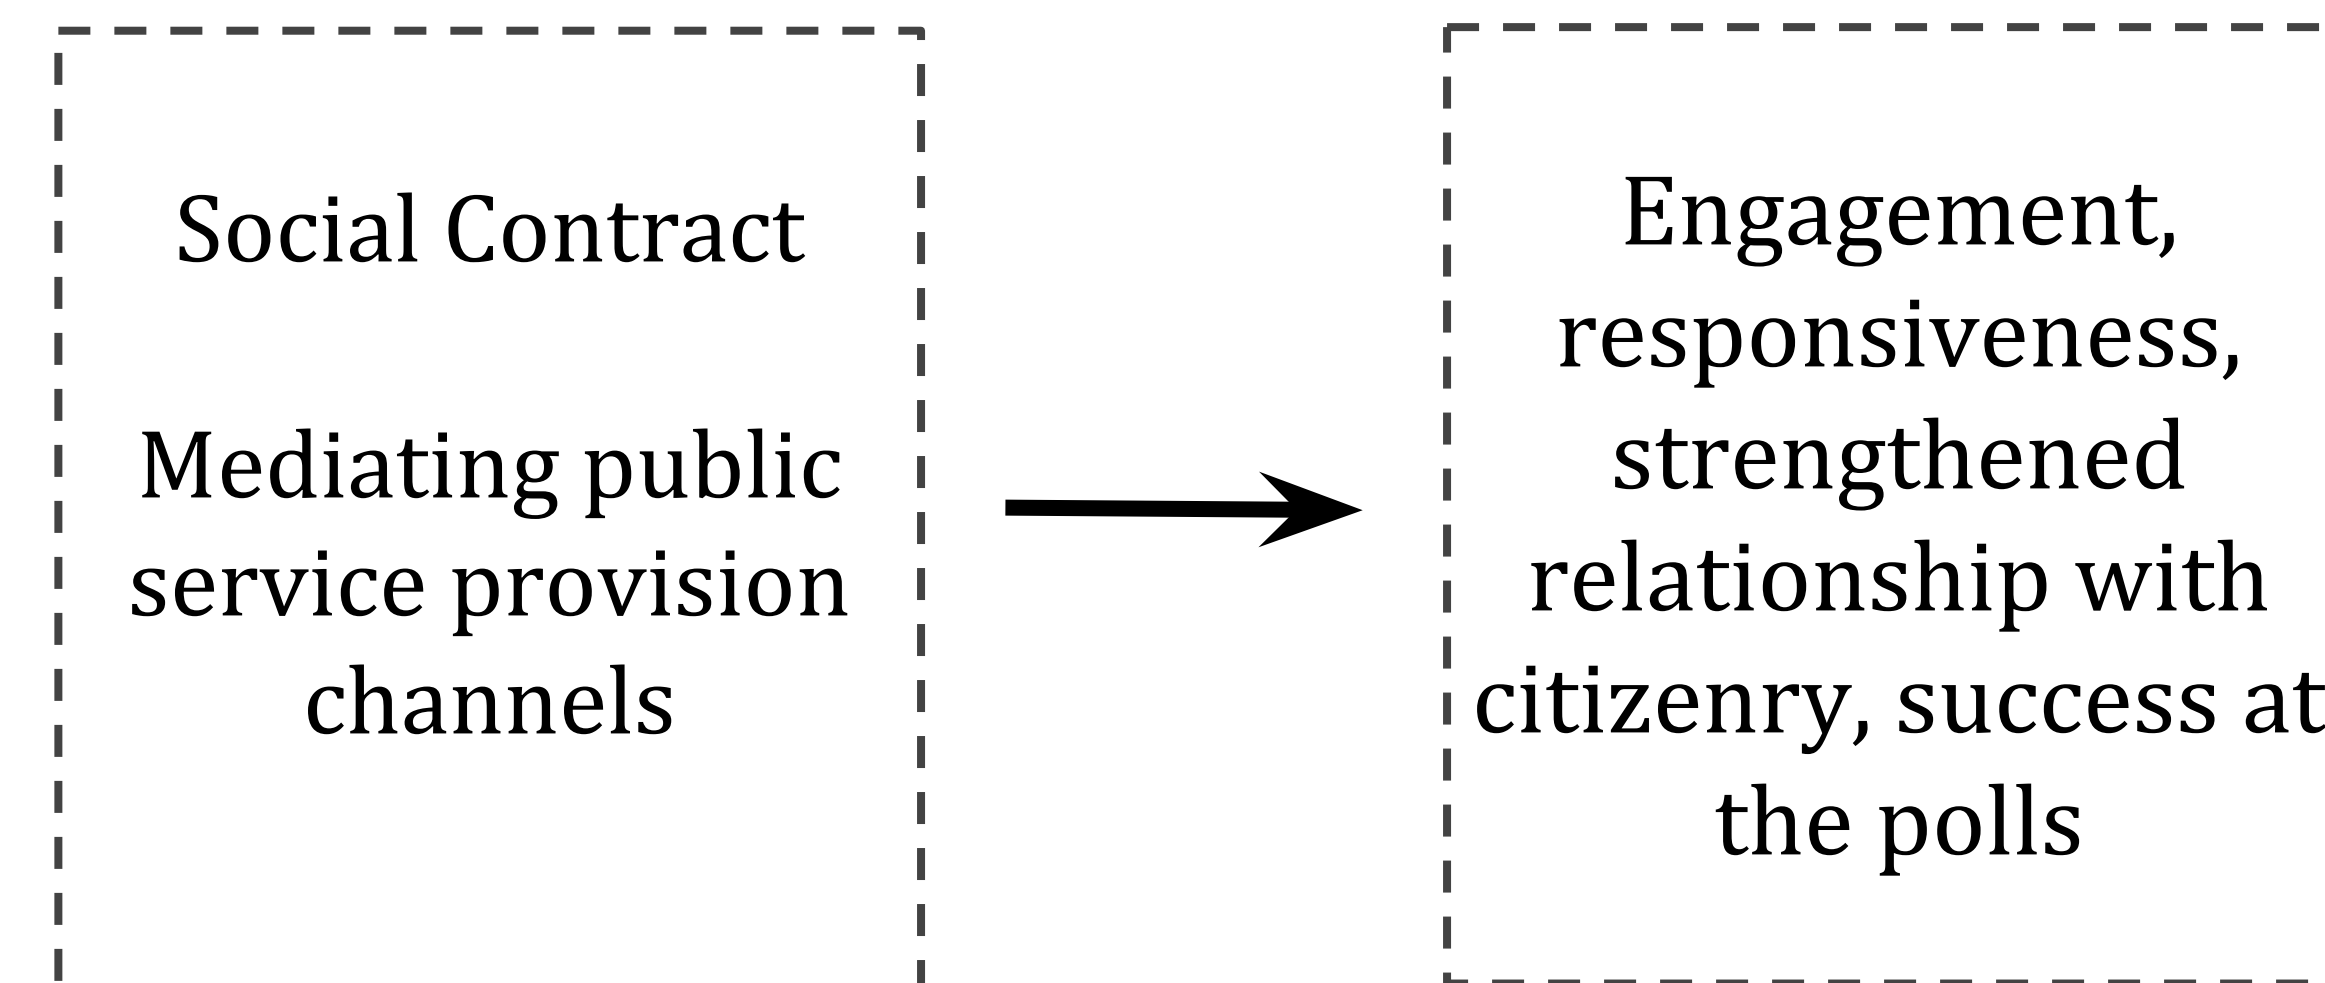 Social Contract
Mediating public
service provision
channels
Engagement,
responsiveness,
strengthened
relationship with
citizenry, success at
the polls